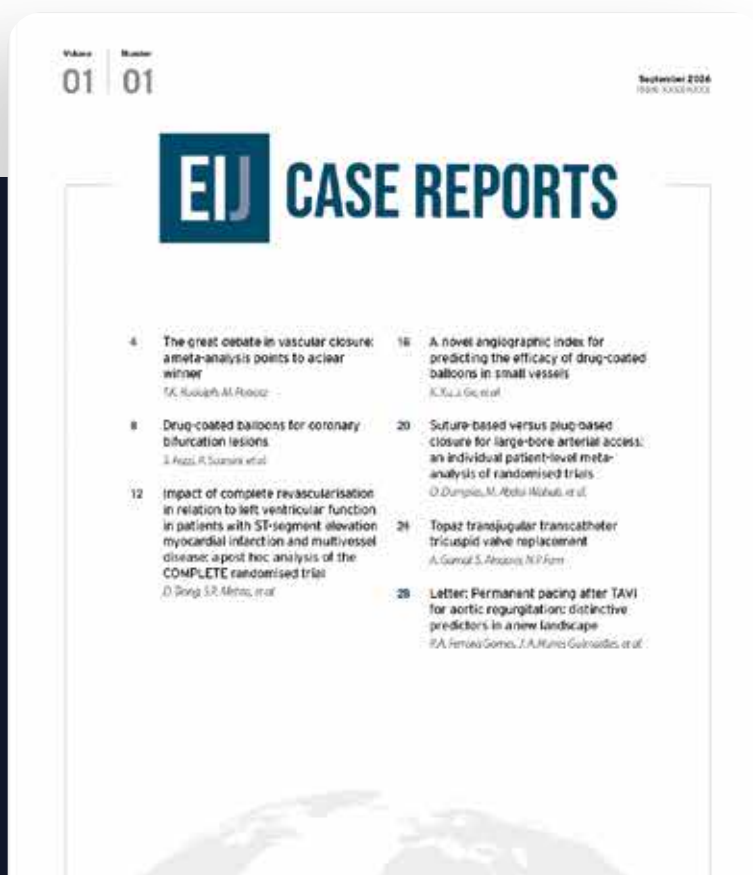 Volume
Number
01
01
September 2026
EIJ CASE REPORTS
4
The great debate in vascular closure:
a meta-analysis points to a clear
winner
8
Drug-coated balloons for coronary
bifurcation lesions
12
Impact of complete revascularisation
in relation to left ventricular function
in patients with ST-segment elevation
myocardial infarction and multivessel
disease: a post hoc analysis of the
COMPLETE randomised trial
16
A novel angiographic index for
predicting the efficacy of drug-coated
balloons in small vessels
20
Suture-based versus plug-based
closure for large-bore arterial access:
an individual patient-level meta-
analysis of randomised trials
O. Dumpies, M. Abdel-Wahab, et al.
24
Topaz transjugular transcatheter
tricuspid valve replacement
28
Letter: Permanent pacing after TAVI
for aortic regurgitation: distinctive
predictors in a new landscape